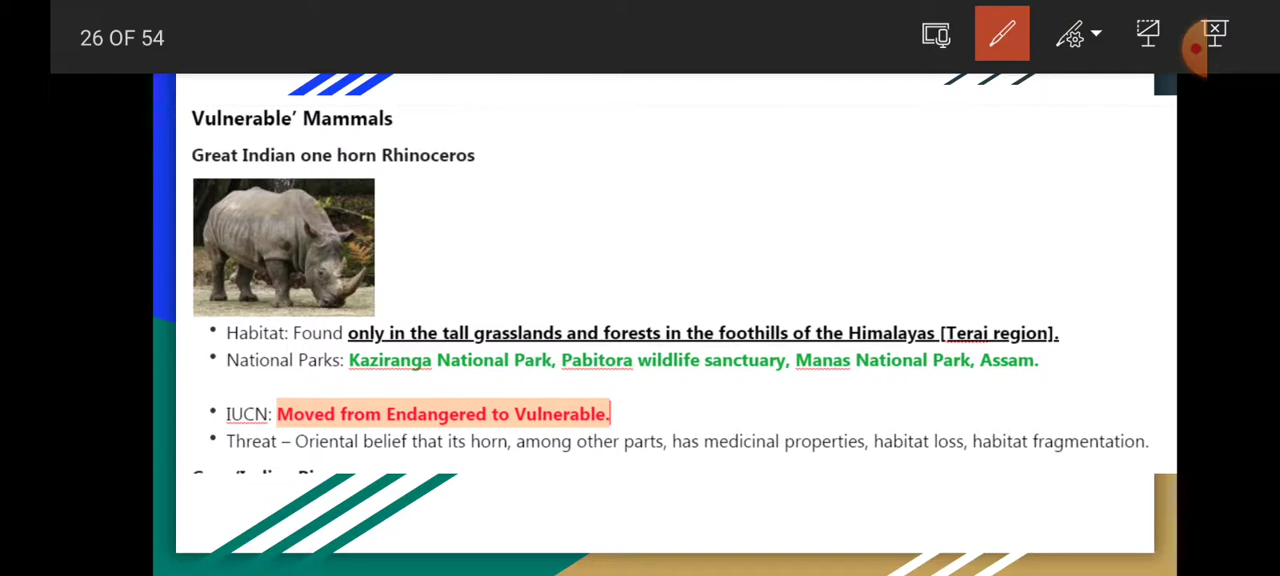 26 OF 54
Vulnerable’ Mammals
Great Indian one horn Rhinoceros
• Habitat: Found only in the tall grasslands and forests in the foothills of the Himalayas [Terai region].
• National Parks: Kaziranga National Park, Pabitora wildlife sanctuary, Manas National Park, Assam.
• IUCN: Moved from Endangered to Vulnerable.
• Threat – Oriental belief that its horn, among other parts, has medicinal properties, habitat loss, habitat fragmentation.